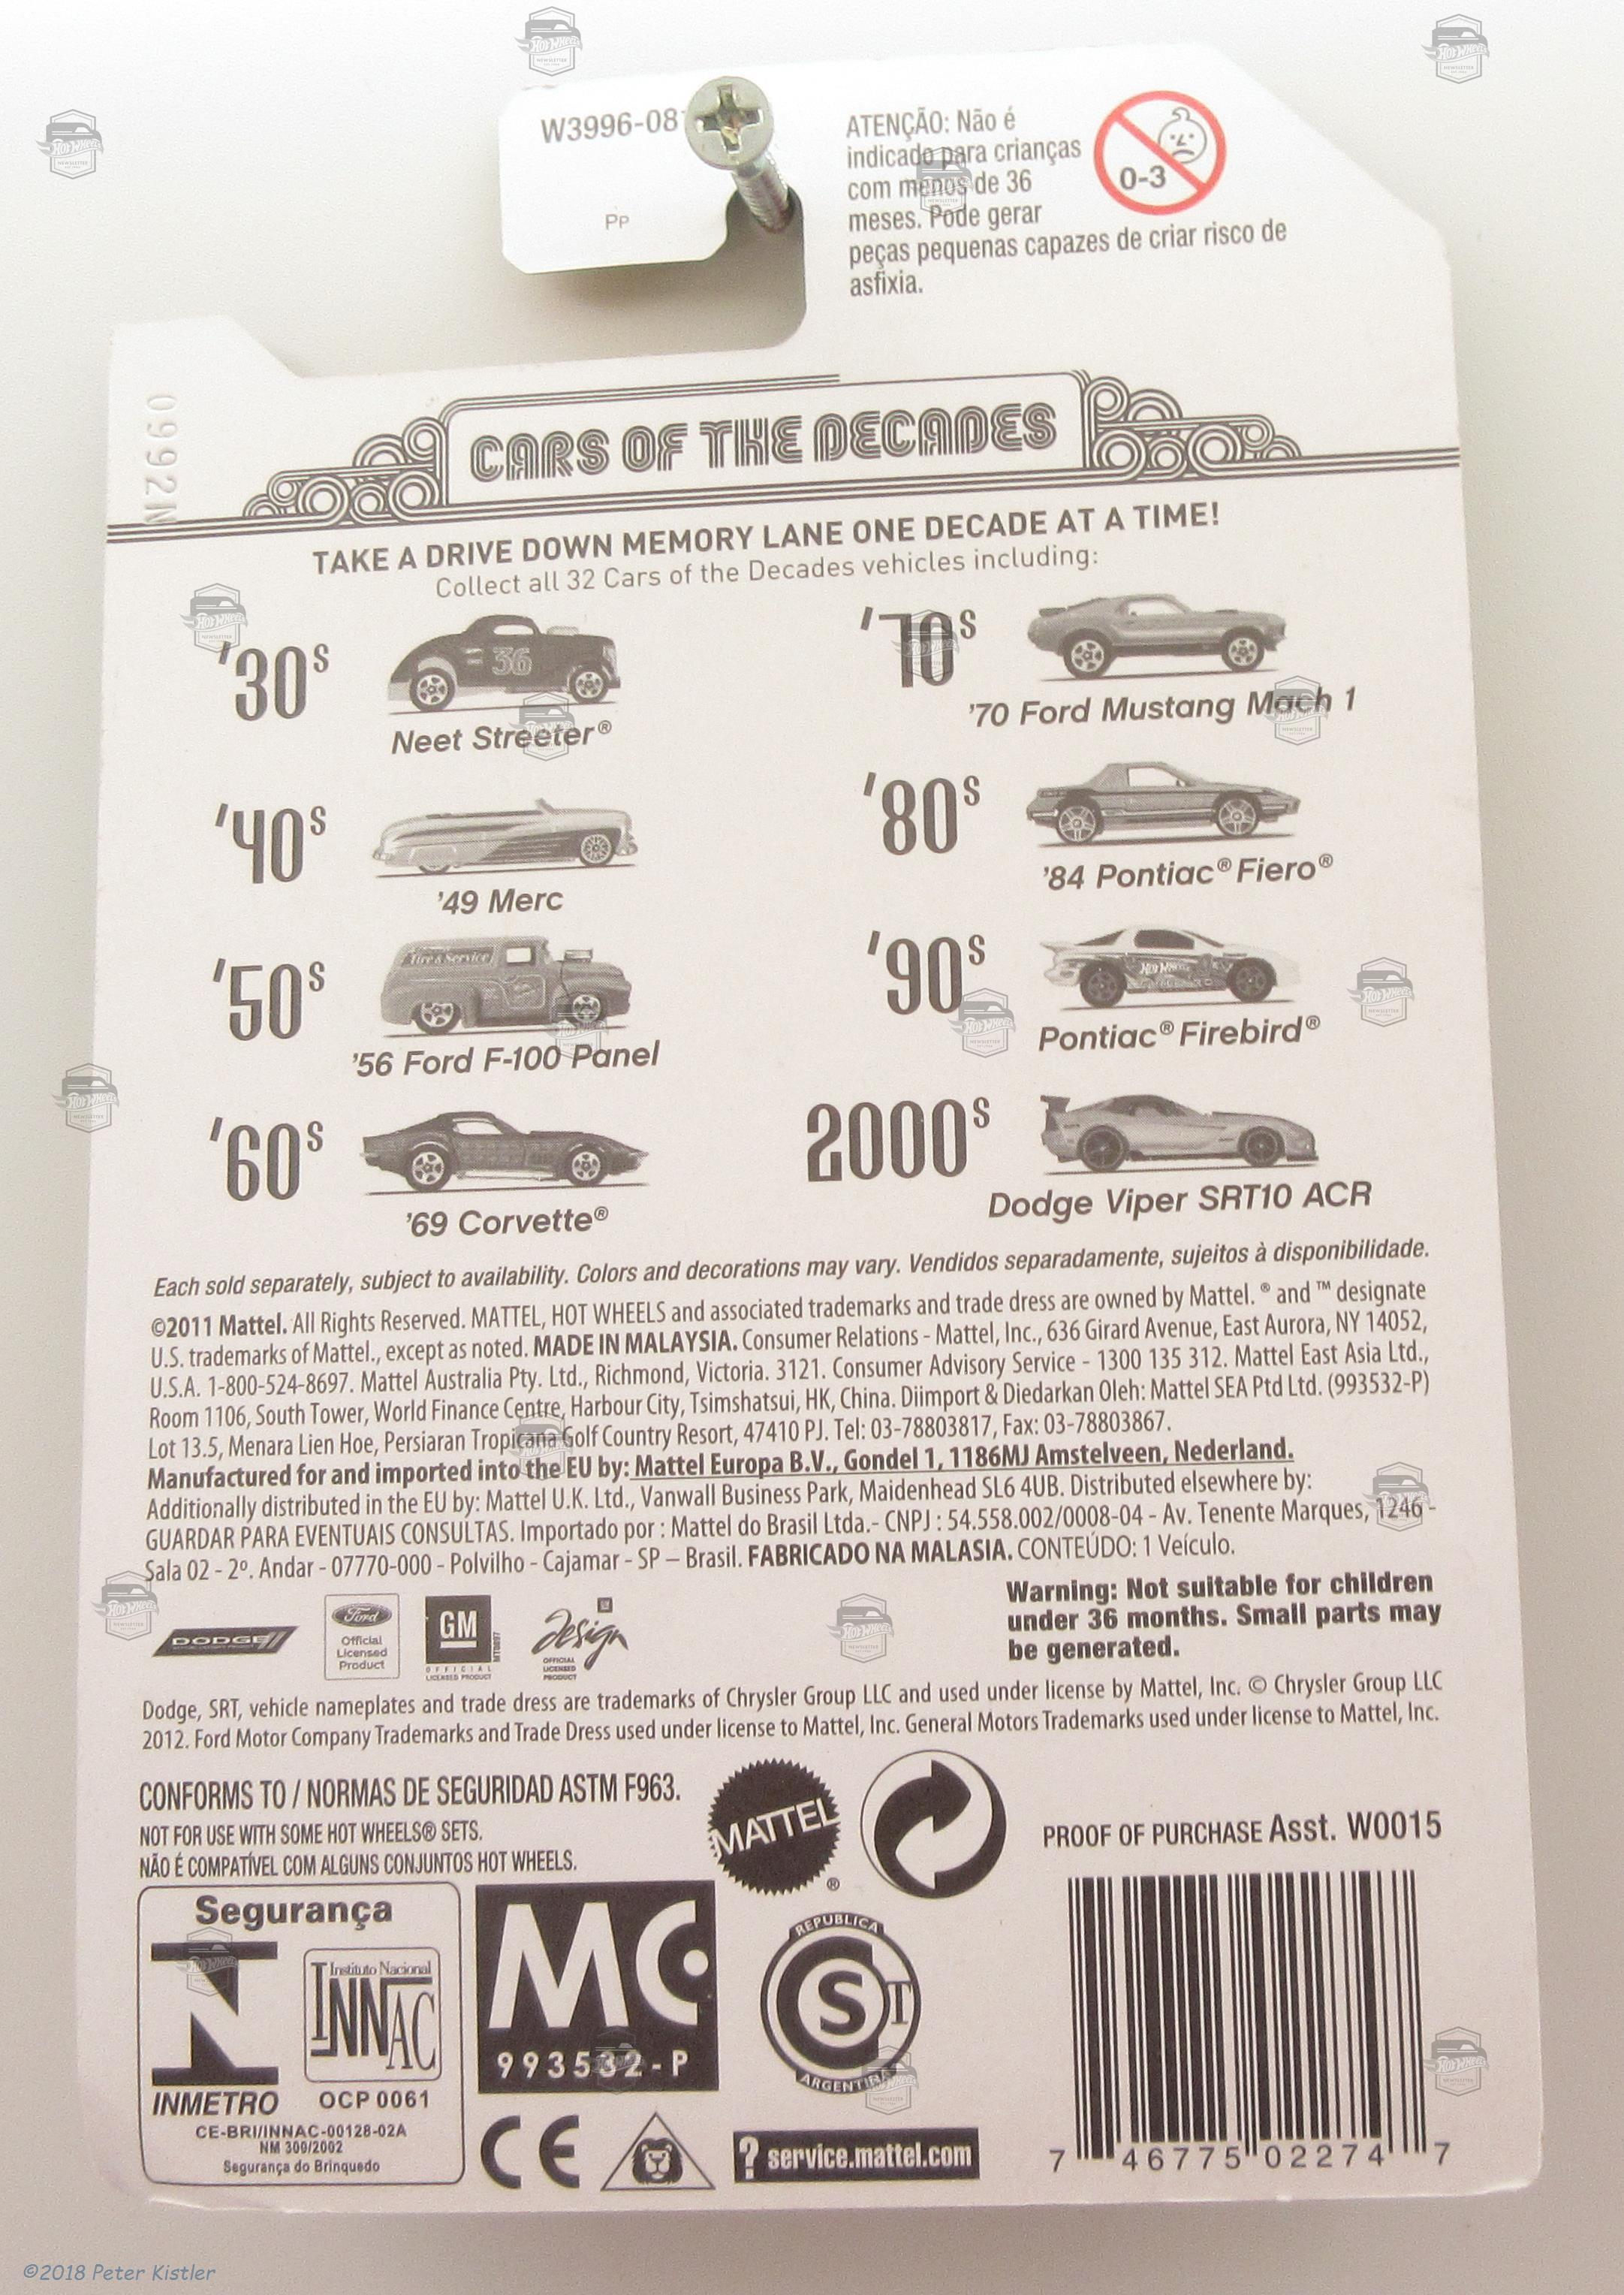 W3996-08
Pp
ATENÇÃO: Não é
indicado para crianças
com menos de 36
meses. Pode gerar
peças pequenas capazes de criar risco de
asfixia.
0-3
0992N
CARS OF THE DECADES
TAKE A DRIVE DOWN MEMORY LANE ONE DECADE AT A TIME!
Collect all 32 Cars of the Decades vehicles including:
'30s
36
Neet Streeter®
'40s
'49 Merc
'50s
Tire & Service
'56 Ford F-100 Panel
'60s
'69 Corvette®
'70s
'70 Ford Mustang Mach 1
'80s
'84 Pontiac® Fiero®
'90s
HOT WHEELS
Pontiac® Firebird®
2000s
Dodge Viper SRT10 ACR
Each sold separately, subject to availability. Colors and decorations may vary. Vendidos separadamente, sujeitos à disponibilidade.
©2011 Mattel. All Rights Reserved. MATTEL, HOT WHEELS and associated trademarks and trade dress are owned by Mattel. ® and ™ designate
U.S. trademarks of Mattel., except as noted. MADE IN MALAYSIA. Consumer Relations - Mattel, Inc., 636 Girard Avenue, East Aurora, NY 14052,
U.S.A. 1-800-524-8697. Mattel Australia Pty. Ltd., Richmond, Victoria. 3121. Consumer Advisory Service - 1300 135 312. Mattel East Asia Ltd.,
Room 1106, South Tower, World Finance Centre, Harbour City, Tsimshatsui, HK, China. Diimport & Diedarkan Oleh: Mattel SEA Ptd Ltd. (993532-P)
Lot 13.5, Menara Lien Hoe, Persiaran Tropicana Golf Country Resort, 47410 PJ. Tel: 03-78803817, Fax: 03-78803867.
Manufactured for and imported into the EU by: Mattel Europa B.V., Gondel 1, 1186MJ Amstelveen, Nederland.
Additionally distributed in the EU by: Mattel U.K. Ltd., Vanwall Business Park, Maidenhead SL6 4UB. Distributed elsewhere by:
GUARDAR PARA EVENTUAIS CONSULTAS. Importado por : Mattel do Brasil Ltda.- CNPJ : 54.558.002/0008-04 - Av. Tenente Marques, 1246 -
Sala 02 - 2º. Andar - 07770-000 - Polvilho - Cajamar - SP – Brasil. FABRICADO NA MALASIA. CONTEÚDO: 1 Veículo.
DODGE
Ford
Official
Licensed
Product
GM
MT0897
OFFICIAL
LICENSED PRODUCT
Design
OFFICIAL
LICENSED
PRODUCT
Warning: Not suitable for children
under 36 months. Small parts may
be generated.
Dodge, SRT, vehicle nameplates and trade dress are trademarks of Chrysler Group LLC and used under license by Mattel, Inc. © Chrysler Group LLC
2012. Ford Motor Company Trademarks and Trade Dress used under license to Mattel, Inc. General Motors Trademarks used under license to Mattel, Inc.
CONFORMS TO / NORMAS DE SEGURIDAD ASTM F963.
NOT FOR USE WITH SOME HOT WHEELS® SETS.
NÃO É COMPATÍVEL COM ALGUNS CONJUNTOS HOT WHEELS.
MATTEL®
PROOF OF PURCHASE Asst. W0015
Segurança
INMETRO
Instituto Nacional
INNAC
OCP 0061
CE-BRI/INNAC-00128-02A
NM 300/2002
Segurança do Brinquedo
MC
993532-P
REPUBLICA
CST
ARGENTINA
CE
? service.mattel.com
7 46775 02274 7
©2018 Peter Kistler